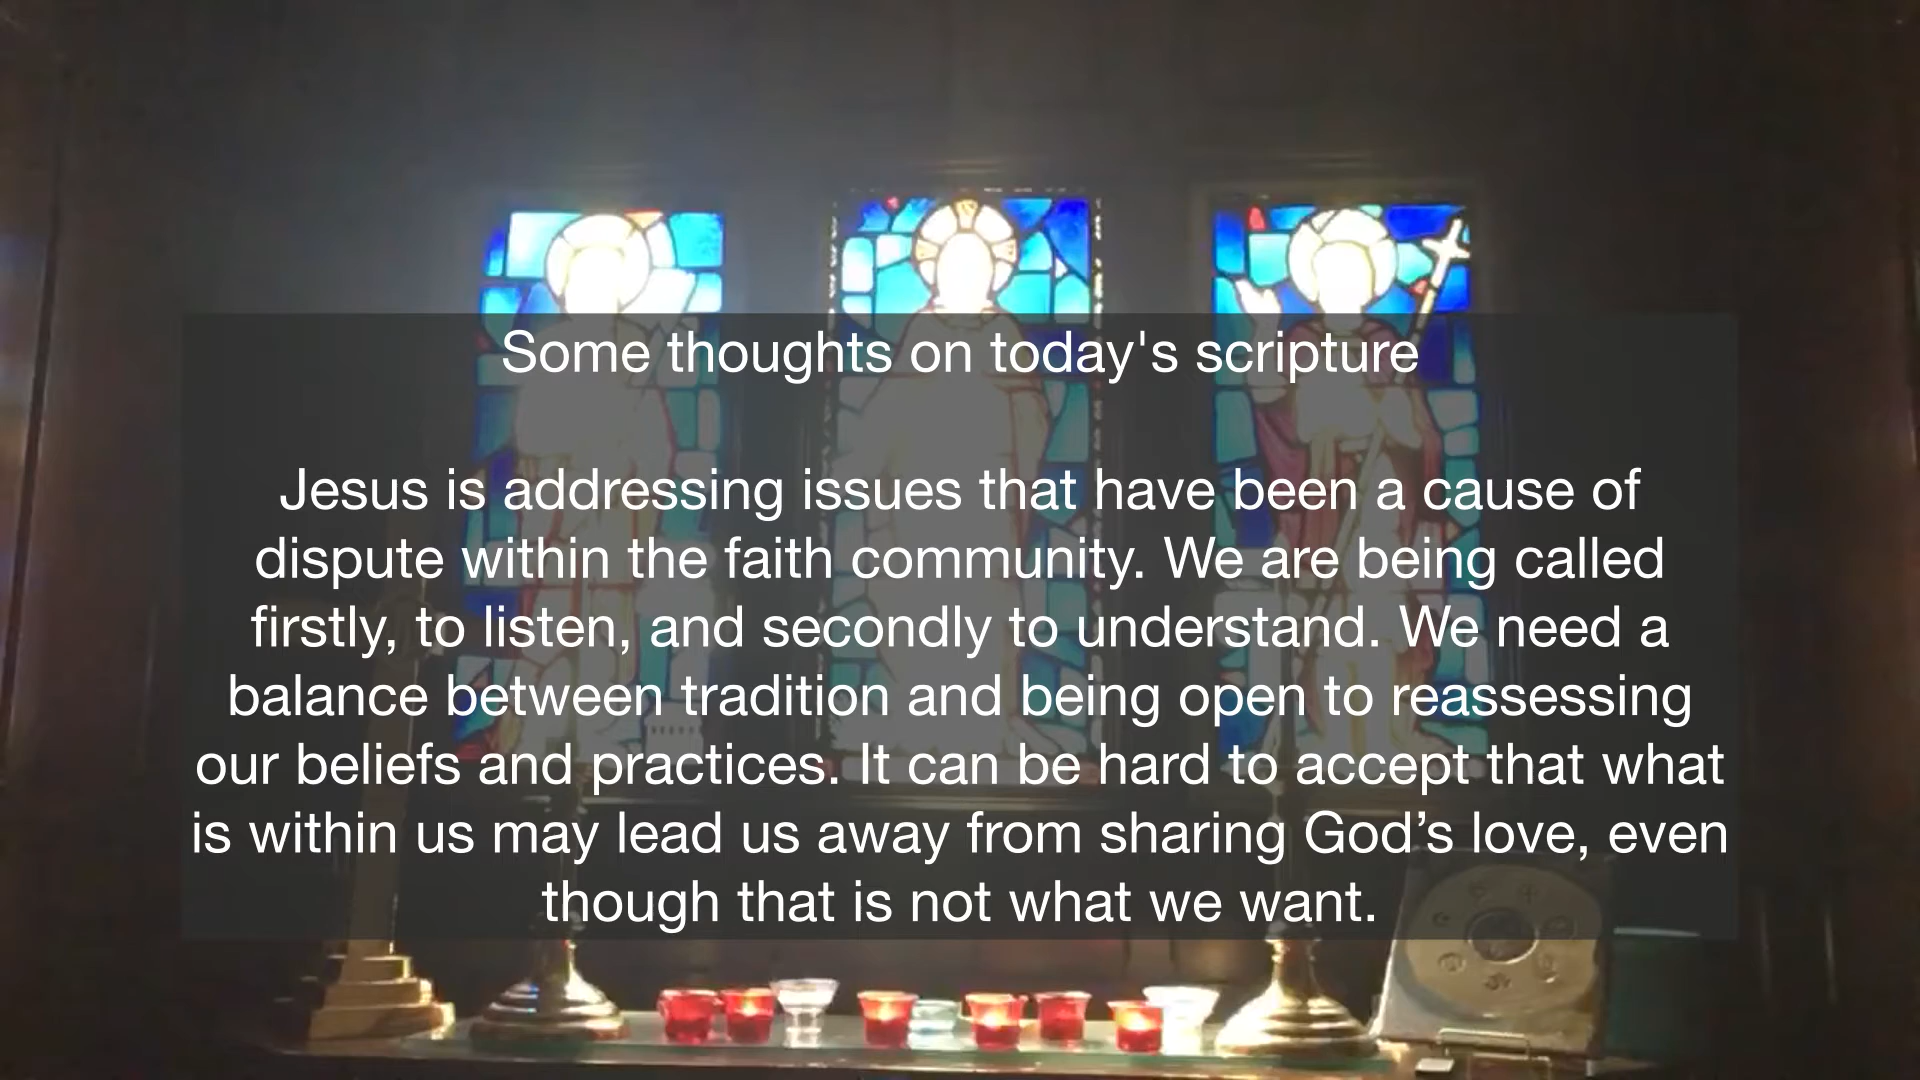 Some thoughts on today's scripture
Jesus is addressing issues that have been a cause of
dispute within the faith community. We are being called
firstly, to listen, and secondly to understand. We need a
balance between tradition and being open to reassessing
our beliefs and practices. It can be hard to accept that what
is within us may lead us away from sharing God’s love, even
though that is not what we want.